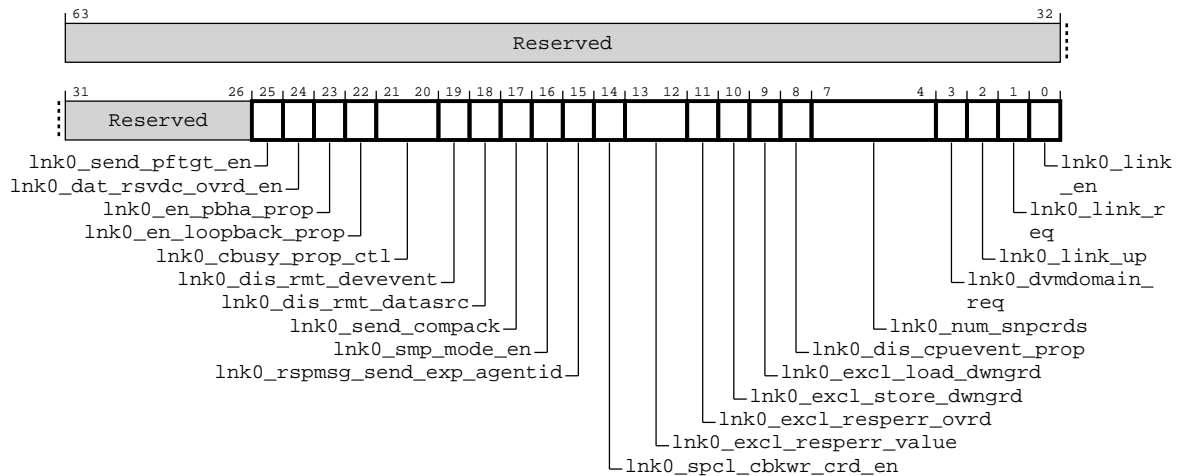 63 32
Reserved
31 26 25 24 23 22 21 20 19 18 17 16 15 14 13 12 11 10 9 8 7 4 3 2 1 0
Reserved
lnk0_send_pftgt_en
lnk0_dat_rsvdc_ovrd_en
lnk0_en_pbha_prop
lnk0_en_loopback_prop
lnk0_cbusy_prop_ctl
lnk0_dis_rmt_devevent
lnk0_dis_rmt_datasrc
lnk0_send_compack
lnk0_smp_mode_en
lnk0_rspmsg_send_exp_agentid
lnk0_link
_en
lnk0_link_r
eq
lnk0_link_up
lnk0_dvmdomain_
req
lnk0_num_snpcrds
lnk0_dis_cpuevent_prop
lnk0_excl_load_dwngrd
lnk0_excl_store_dwngrd
lnk0_excl_resperr_ovrd
lnk0_excl_resperr_value
lnk0_spcl_cbkwr_crd_en